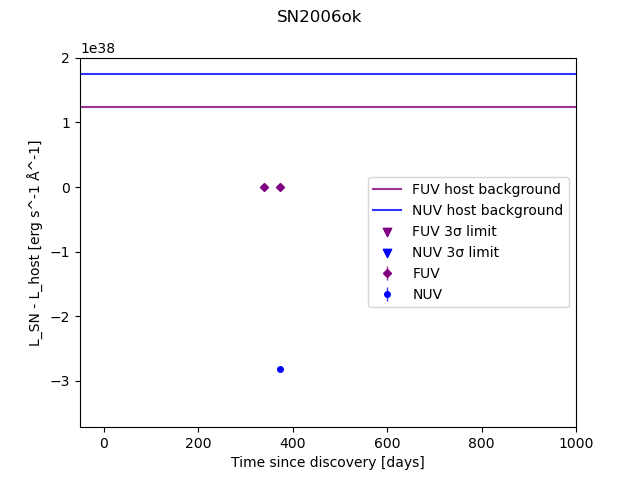 SN2006ok
1e38
2
1
0
−1
−2
−3
L_SN - L_host [erg s^-1 Å^-1]
FUV host background
NUV host background
FUV 3σ limit
NUV 3σ limit
FUV
NUV
0 200 400 600 800 1000
Time since discovery [days]